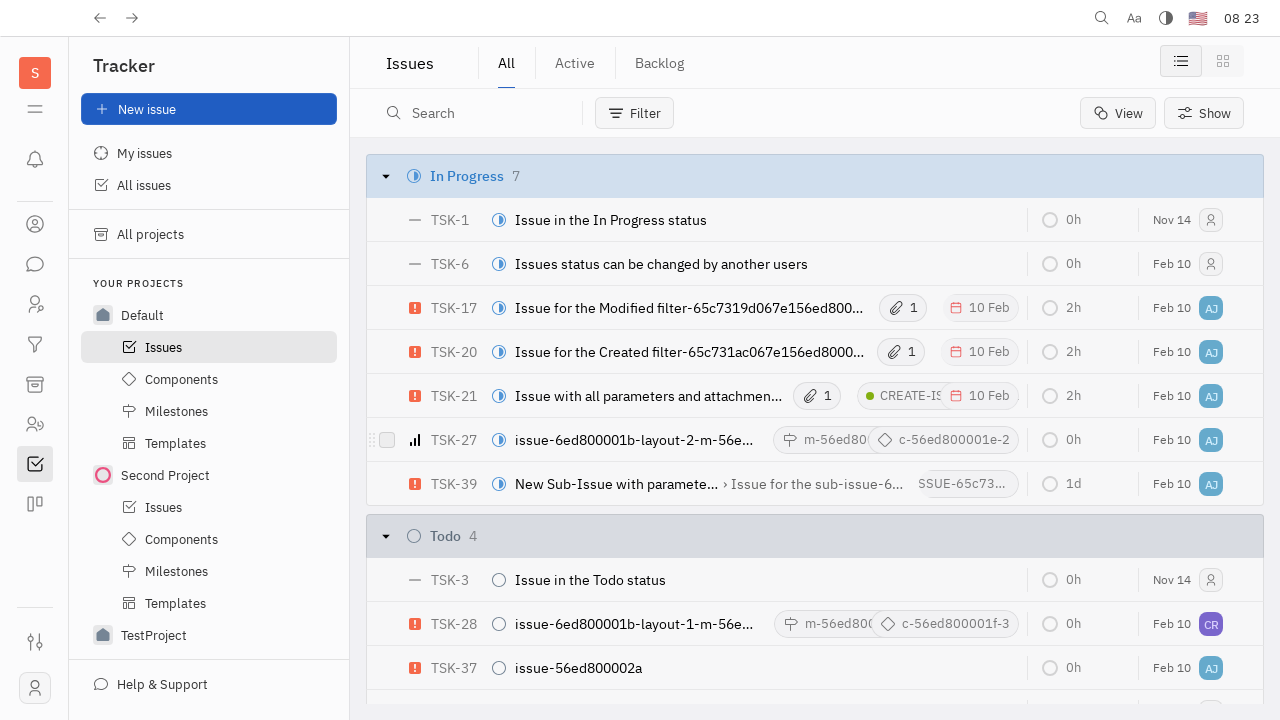 Aa 08 23
S
Tracker
New issue
My issues
All issues
All projects
YOUR PROJECTS
Default
Issues
Components
Milestones
Templates
Second Project
Issues
Components
Milestones
Templates
TestProject
Help & Support
Issues All Active Backlog
Search Filter View Show
In Progress 7
TSK-1 Issue in the In Progress status 0h Nov 14
TSK-6 Issues status can be changed by another users 0h Feb 10
TSK-17 Issue for the Modified filter-65c7319d067e156ed800... 1 10 Feb 2h Feb 10 AJ
TSK-20 Issue for the Created filter-65c731ac067e156ed8000... 1 10 Feb 2h Feb 10 AJ
TSK-21 Issue with all parameters and attachmen... 1 CREATE-IS 10 Feb 2h Feb 10 AJ
TSK-27 issue-6ed800001b-layout-2-m-56e... m-56ed80 c-56ed800001e-2 0h Feb 10 AJ
TSK-39 New Sub-Issue with paramete... › Issue for the sub-issue-6... SSUE-65c73... 1d Feb 10 AJ
Todo 4
TSK-3 Issue in the Todo status 0h Nov 14
TSK-28 issue-6ed800001b-layout-1-m-56e... m-56ed800 c-56ed800001f-3 0h Feb 10 CR
TSK-37 issue-56ed800002a 0h Feb 10 AJ